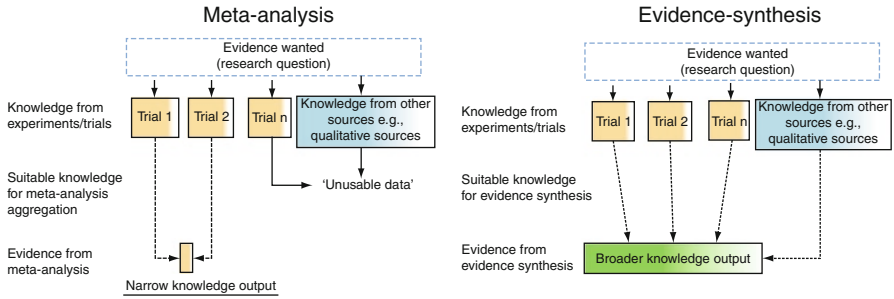 Meta-analysis
Evidence wanted
(research question)
Knowledge from
experiments/trials
Trial 1
Trial 2
Trial n
Knowledge from other
sources e.g.,
qualitative sources
Suitable knowledge
for meta-analysis
aggregation
‘Unusable data’
Evidence from
meta-analysis
Narrow knowledge output
Evidence-synthesis
Evidence wanted
(research question)
Knowledge from
experiments/trials
Trial 1
Trial 2
Trial n
Knowledge from other
sources e.g.,
qualitative sources
Suitable knowledge
for evidence synthesis
Evidence from
evidence synthesis
Broader knowledge output